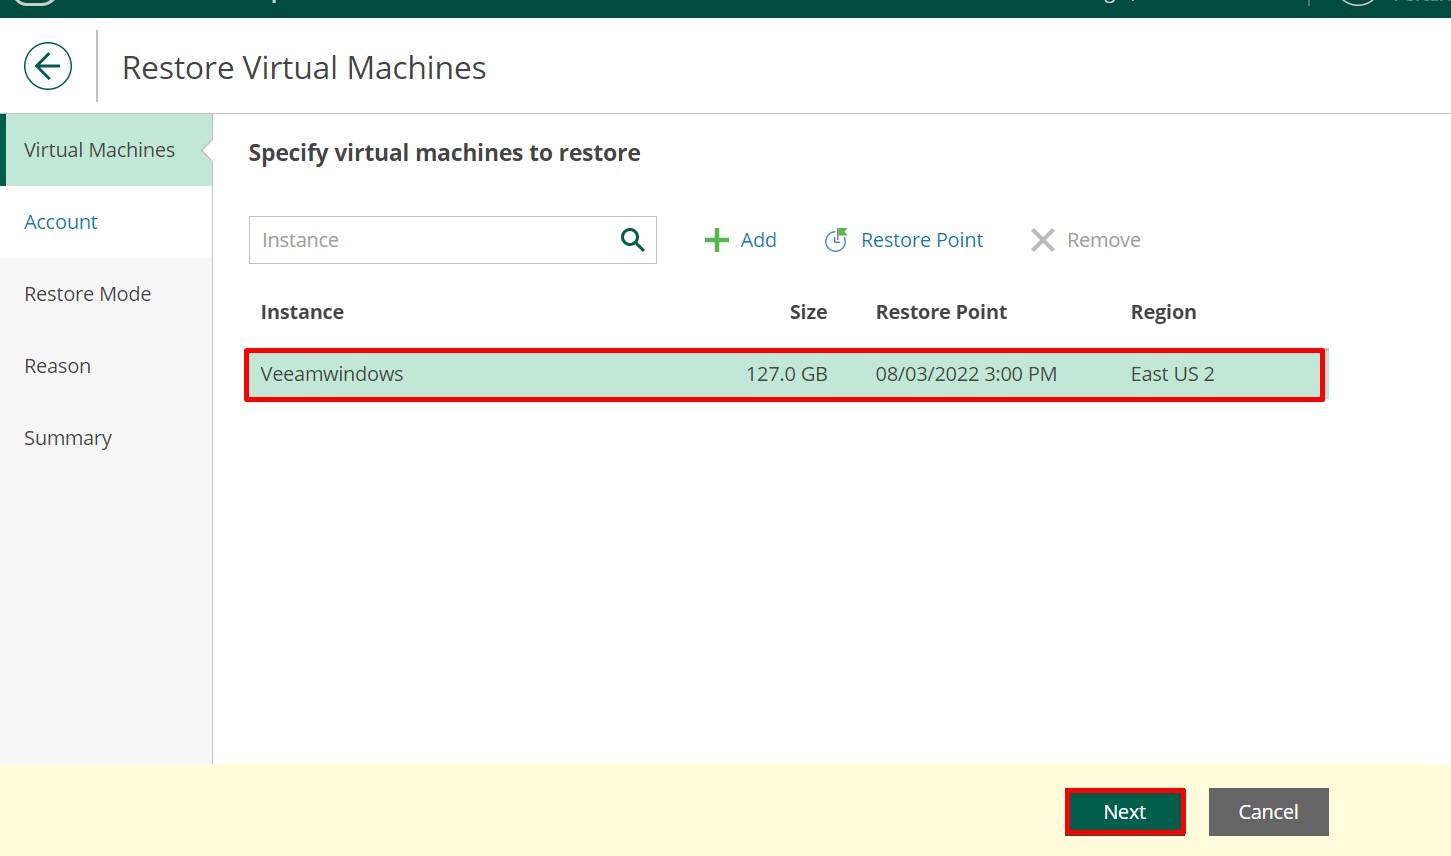 Restore Virtual Machines
Virtual Machines
Account
Restore Mode
Reason
Summary
Specify virtual machines to restore
Instance
Add
Restore Point
Remove
Instance Size Restore Point Region
Veeamwindows 127.0 GB 08/03/2022 3:00 PM East US 2
Next
Cancel